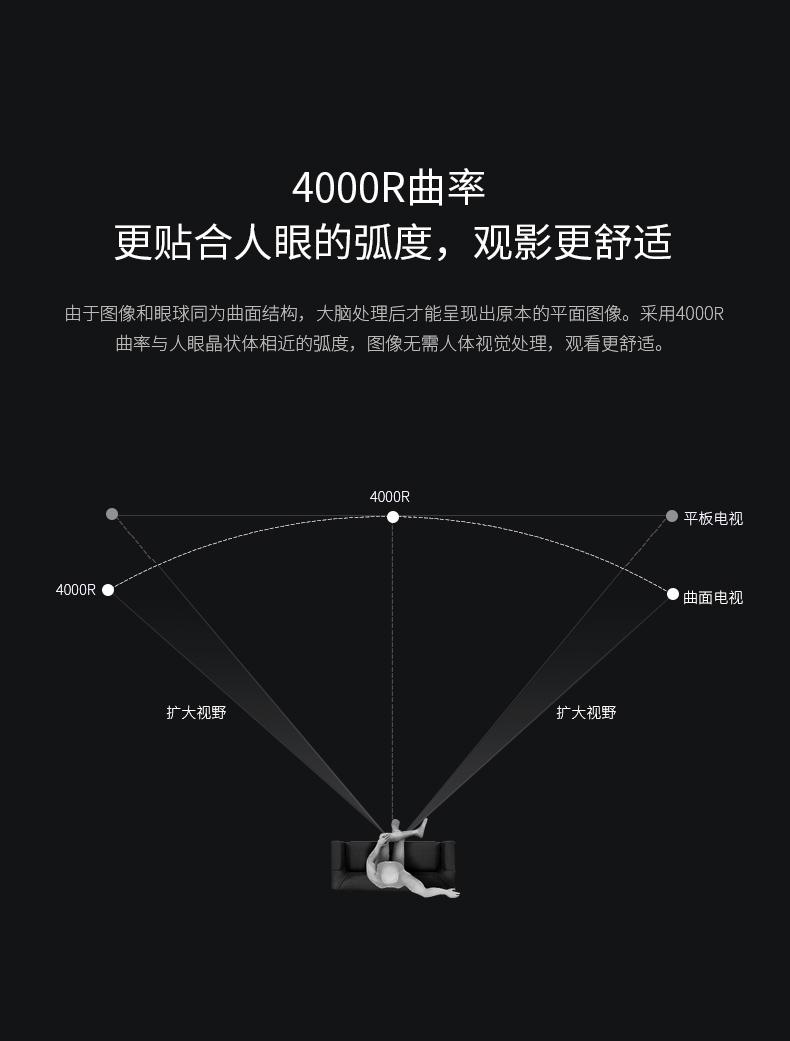 4000R曲率
更贴合人眼的弧度，观影更舒适
由于图像和眼球同为曲面结构，大脑处理后才能呈现出原本的平面图像。采用4000R
曲率与人眼晶状体相近的弧度，图像无需人体视觉处理，观看更舒适。
4000R
平板电视
4000R
曲面电视
扩大视野
扩大视野